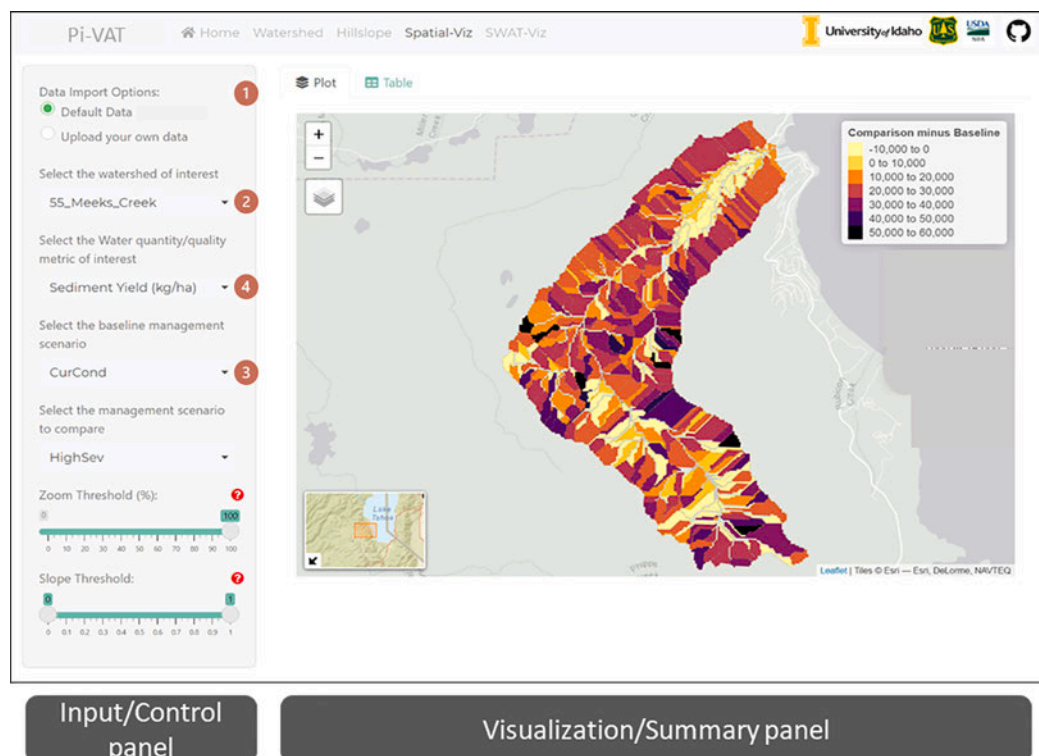 Pi-VAT
Home Watershed Hillslope Spatial-Viz SWAT-Viz
University of Idaho
UAS
USDA
Data Import Options:
1
Default Data
Upload your own data
Select the watershed of interest
55_Meeks_Creek
2
Select the Water quantity/quality
metric of interest
Sediment Yield (kg/ha)
4
Select the baseline management
scenario
CurCond
3
Select the management scenario
to compare
HighSev
Zoom Threshold (%):
?
0 100
0 10 20 30 40 50 60 70 80 90 100
Slope Threshold:
?
0 1
0 0.1 0.2 0.3 0.4 0.5 0.6 0.7 0.8 0.9 1
Plot Table
+
−
Comparison minus Baseline
-10,000 to 0
0 to 10,000
10,000 to 20,000
20,000 to 30,000
30,000 to 40,000
40,000 to 50,000
50,000 to 60,000
Lake
Tahoe
Leaflet | Tiles © Esri — Esri, DeLorme, NAVTEQ
Input/Control
panel
Visualization/Summary panel